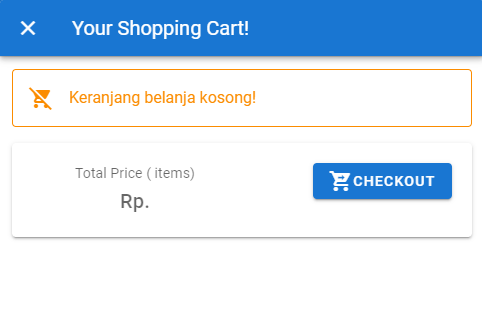 Your Shopping Cart!
Keranjang belanja kosong!
Total Price ( items)
Rp.
CHECKOUT